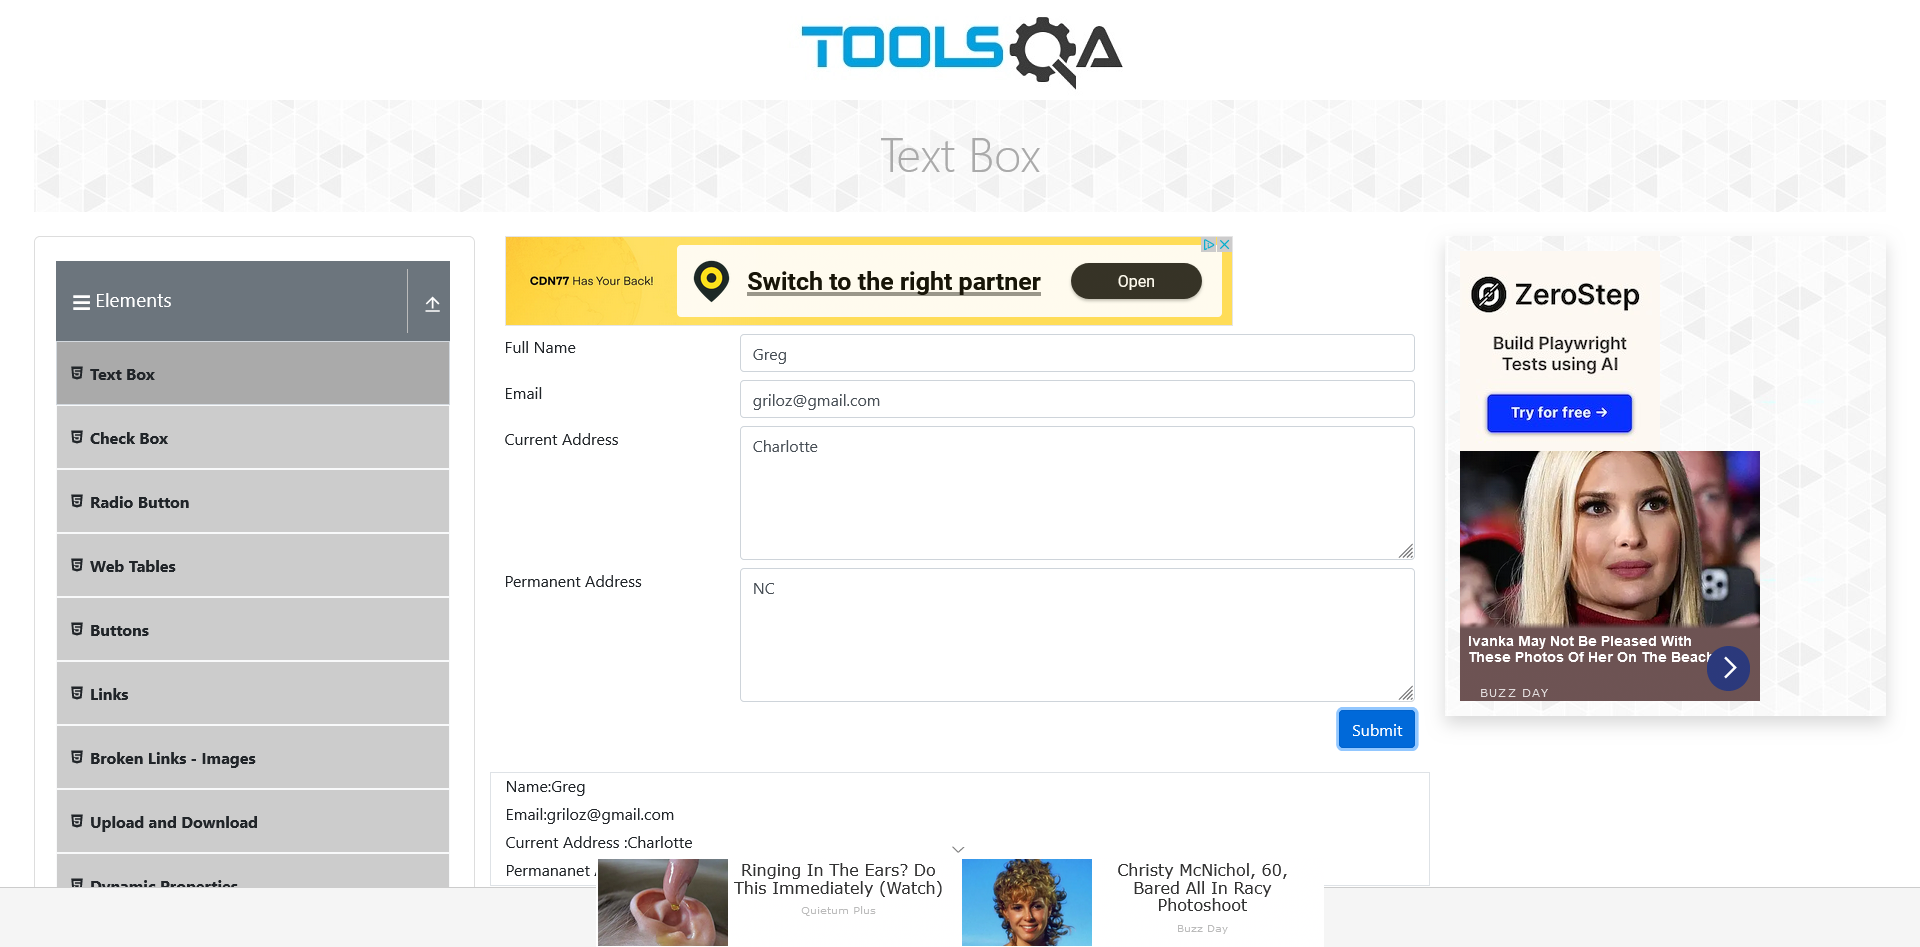 TOOLSQA
Text Box
Elements
Text Box
Check Box
Radio Button
Web Tables
Buttons
Links
Broken Links - Images
Upload and Download
Dynamic Properties
CDN77 Has Your Back!
Switch to the right partner
Open
Full Name
Greg
Email
griloz@gmail.com
Current Address
Charlotte
Permanent Address
NC
Submit
Name:Greg
Email:griloz@gmail.com
Current Address :Charlotte
Permananet
ZeroStep
Build Playwright
Tests using AI
Try for free →
Ivanka May Not Be Pleased With
These Photos Of Her On The Beach
BUZZ DAY
Ringing In The Ears? Do
This Immediately (Watch)
Quietum Plus
Christy McNichol, 60,
Bared All In Racy
Photoshoot
Buzz Day